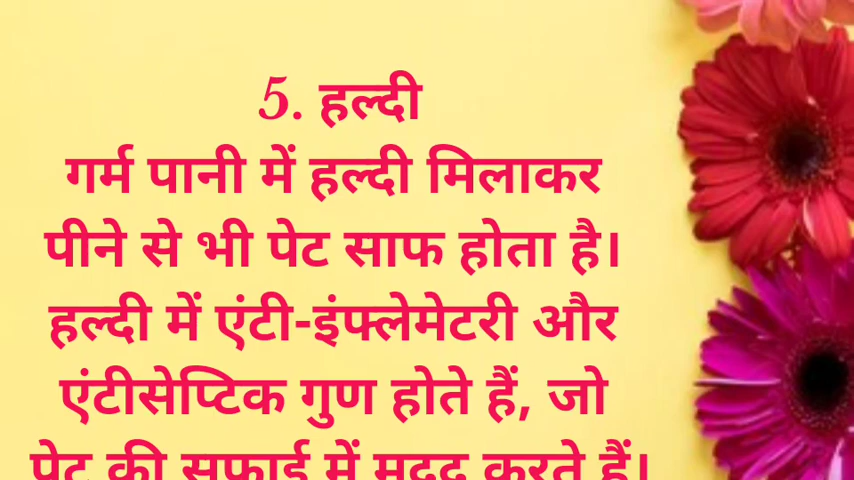 5. हल्दी
गर्म पानी में हल्दी मिलाकर
पीने से भी पेट साफ होता है।
हल्दी में एंटी-इंफ्लेमेटरी और
एंटीसेप्टिक गुण होते हैं, जो
पेट की सफाई में मदद करते हैं।